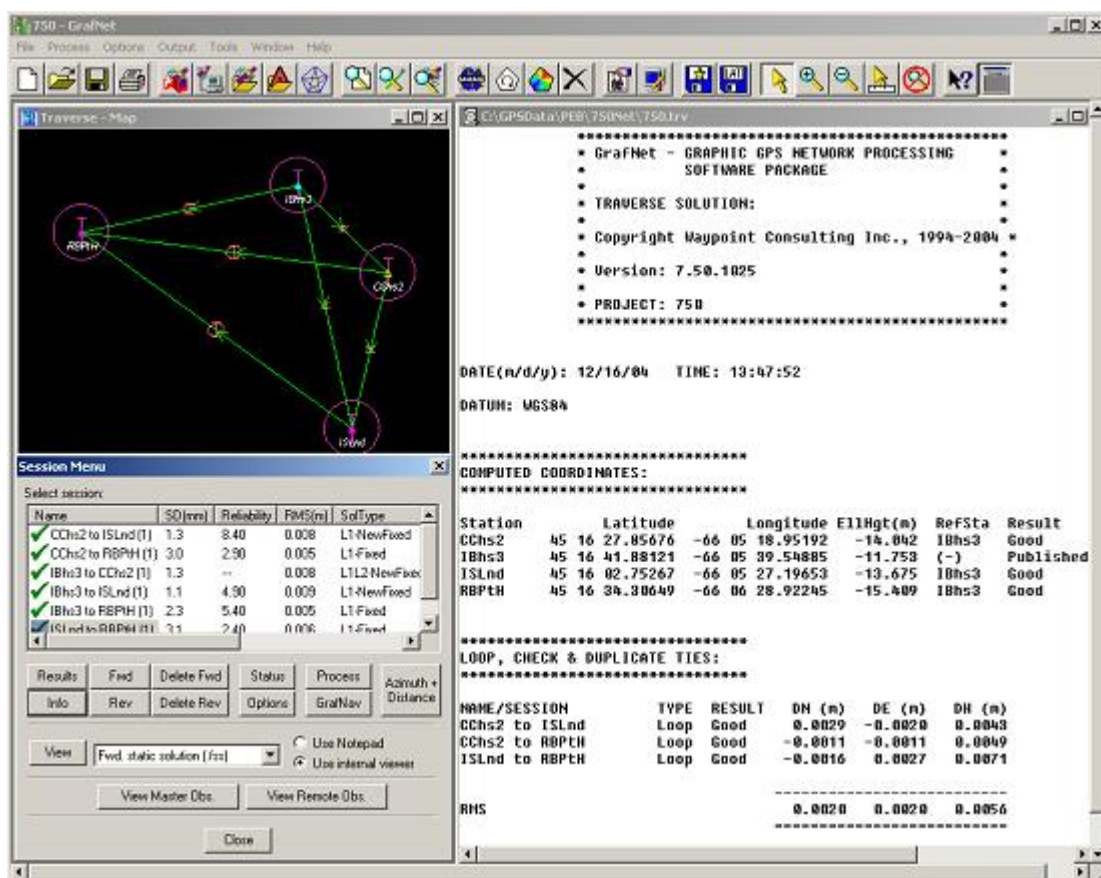 750 - GrafNet
File Process Options Output Tools Window Help
Traverse - Map
IBhs3
RBPtH
CChs2
ISLnd
Session Menu
Select session:
Name SD(mm) Reliability RMS(m) SolType
CChs2 to ISLnd (1) 1.3 8.40 0.008 L1-NewFixed
CChs2 to RBPtH (1) 3.0 2.90 0.005 L1-Fixed
IBhs3 to CChs2 (1) 1.3 -- 0.008 L1L2-NewFixed
IBhs3 to ISLnd (1) 1.1 4.90 0.009 L1-NewFixed
IBhs3 to RBPtH (1) 2.3 5.40 0.005 L1-Fixed
ISLnd to RBPtH (1) 3.1 2.40 0.006 L1-Fixed
Results Fwd Delete Fwd Status Process Azimuth + Distance
Info Rev Delete Rev Options GrafNav
View Fwd. static solution (.fss) Use Notepad
Use internal viewer
View Master Obs. View Remote Obs.
Close
C:\GPSData\PEB\750Net\750.trv
************************************************
* GrafNet - GRAPHIC GPS NETWORK PROCESSING *
* SOFTWARE PACKAGE *
* *
* TRAVERSE SOLUTION: *
* *
* Copyright Waypoint Consulting Inc., 1994-2004 *
* *
* Version: 7.50.1025 *
* *
* PROJECT: 750 *
************************************************
DATE(m/d/y): 12/16/04 TIME: 13:47:52
DATUM: WGS84
********************************
COMPUTED COORDINATES:
********************************
Station Latitude Longitude EllHgt(m) RefSta Result
CChs2 45 16 27.85676 -66 05 18.95192 -14.042 IBhs3 Good
IBhs3 45 16 41.88121 -66 05 39.54885 -11.753 (-) Published
ISLnd 45 16 02.75267 -66 05 27.19653 -13.675 IBhs3 Good
RBPtH 45 16 34.30649 -66 06 28.92245 -15.409 IBhs3 Good
********************************
LOOP, CHECK & DUPLICATE TIES:
********************************
NAME/SESSION TYPE RESULT DN (m) DE (m) DH (m)
CChs2 to ISLnd Loop Good 0.0029 -0.0020 0.0043
CChs2 to RBPtH Loop Good -0.0011 -0.0011 0.0049
ISLnd to RBPtH Loop Good -0.0016 0.0027 0.0071
--------------------------
RMS 0.0020 0.0020 0.0056
--------------------------